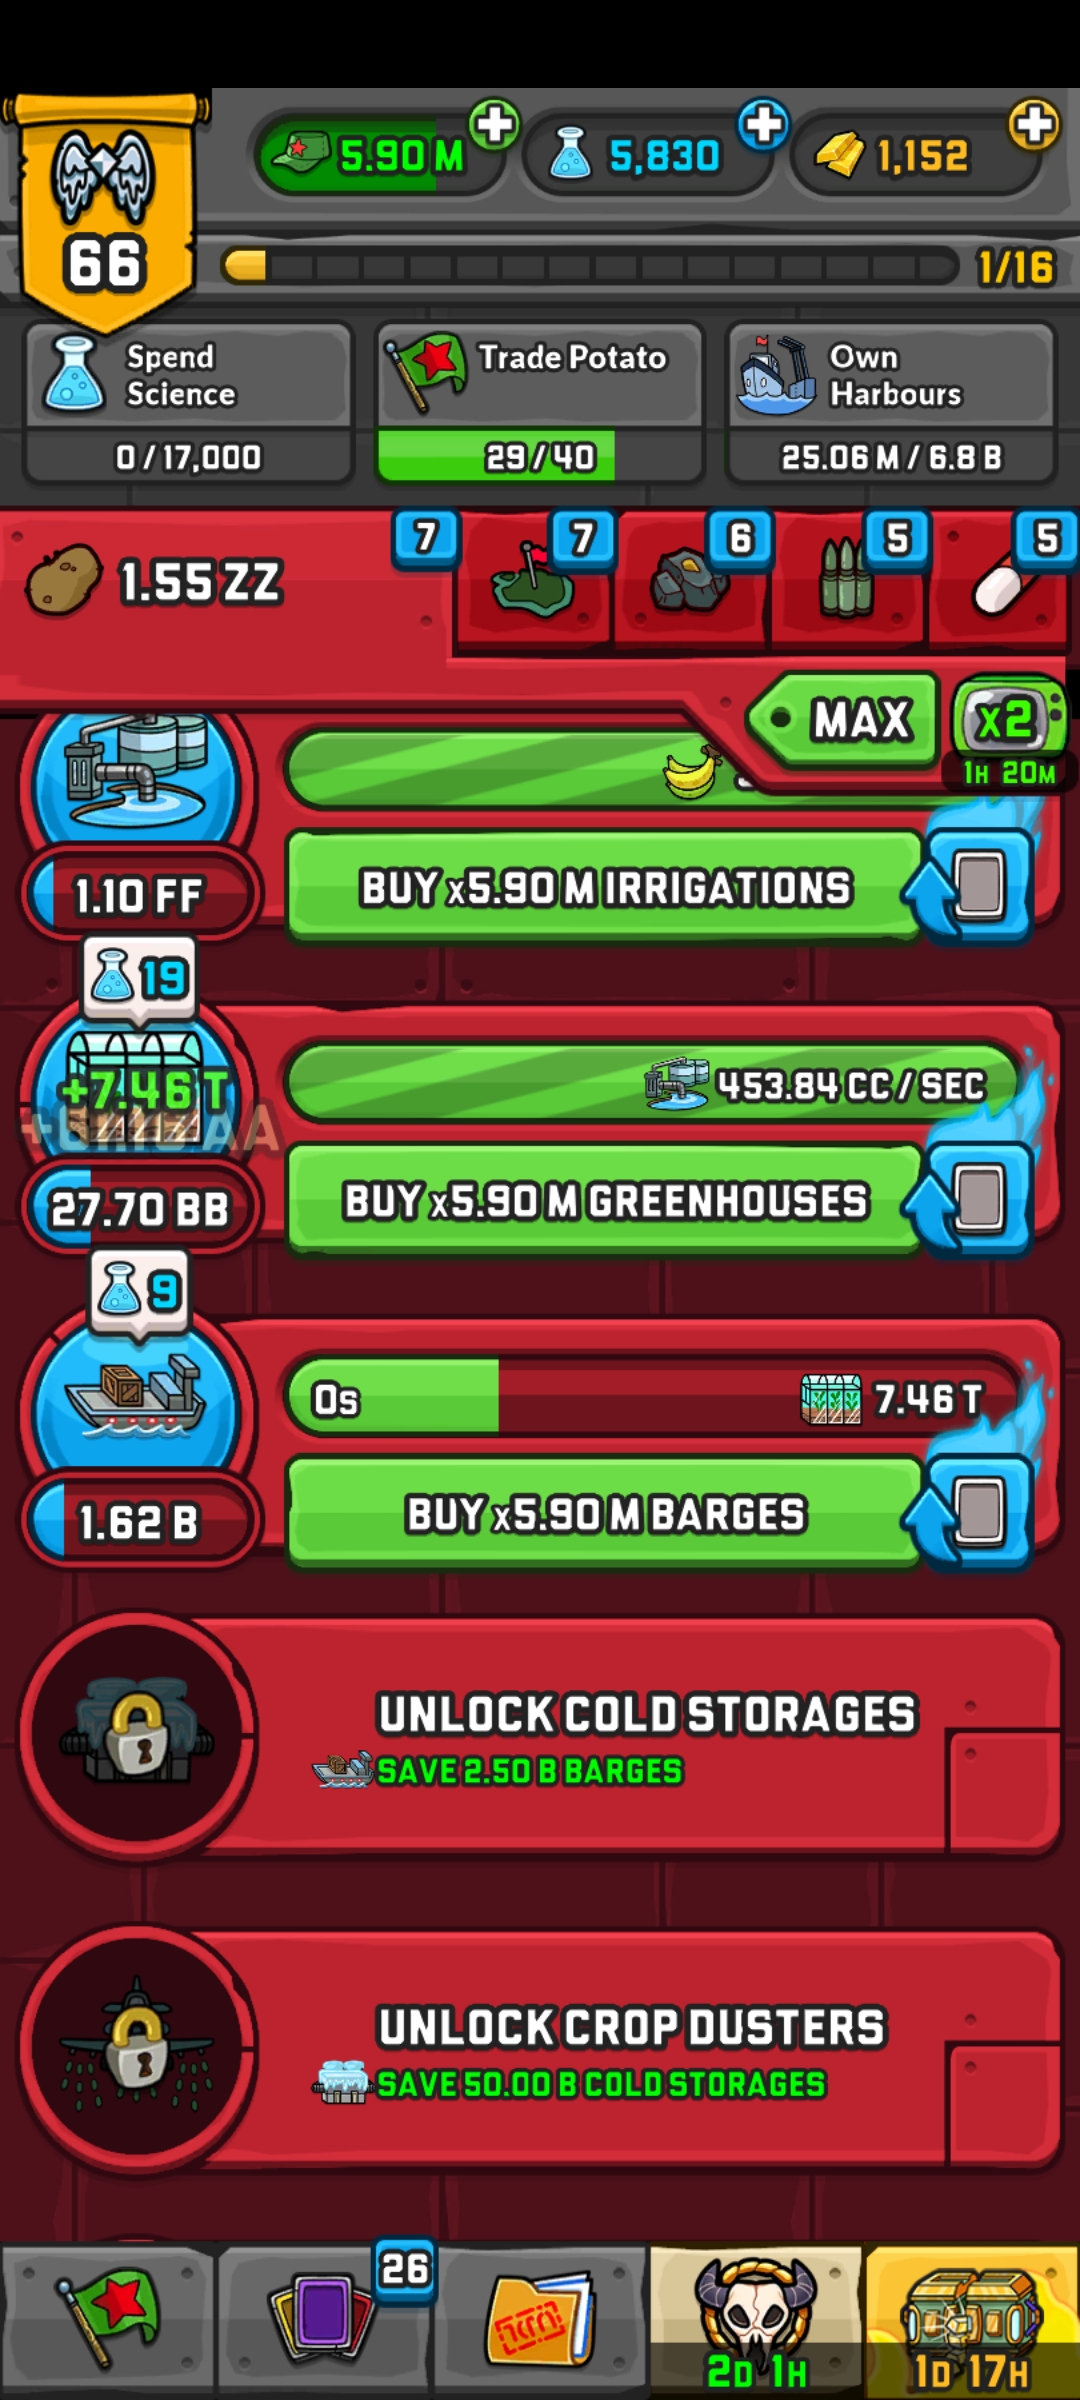 5.90 M
5,830
1,152
66
1/16
Spend
Science
0 / 17,000
Trade Potato
29 / 40
Own
Harbours
25.06 M / 6.8 B
1.55 ZZ
7
7
6
5
5
MAX
x2
1H 20M
1.10 FF
BUY x5.90 M IRRIGATIONS
19
+7.46 T
453.84 CC / SEC
27.70 BB
BUY x5.90 M GREENHOUSES
9
0s
7.46 T
1.62 B
BUY x5.90 M BARGES
UNLOCK COLD STORAGES
SAVE 2.50 B BARGES
UNLOCK CROP DUSTERS
SAVE 50.00 B COLD STORAGES
26
2D 1H
1D 17H